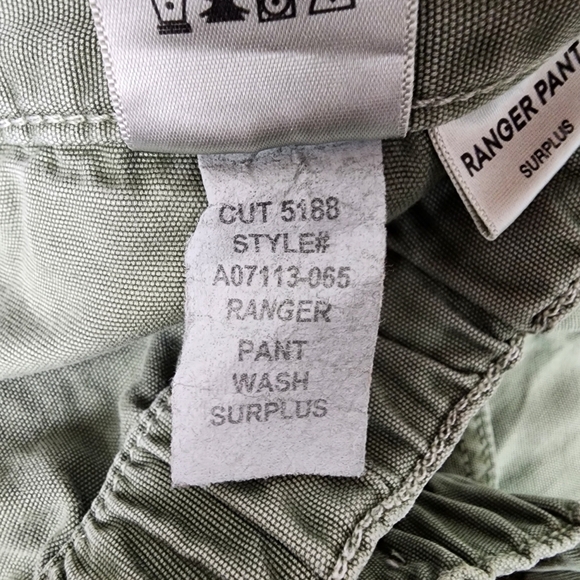 CUT 5188
STYLE#
A07113-065
RANGER
PANT
WASH
SURPLUS
RANGER PANT
SURPLUS